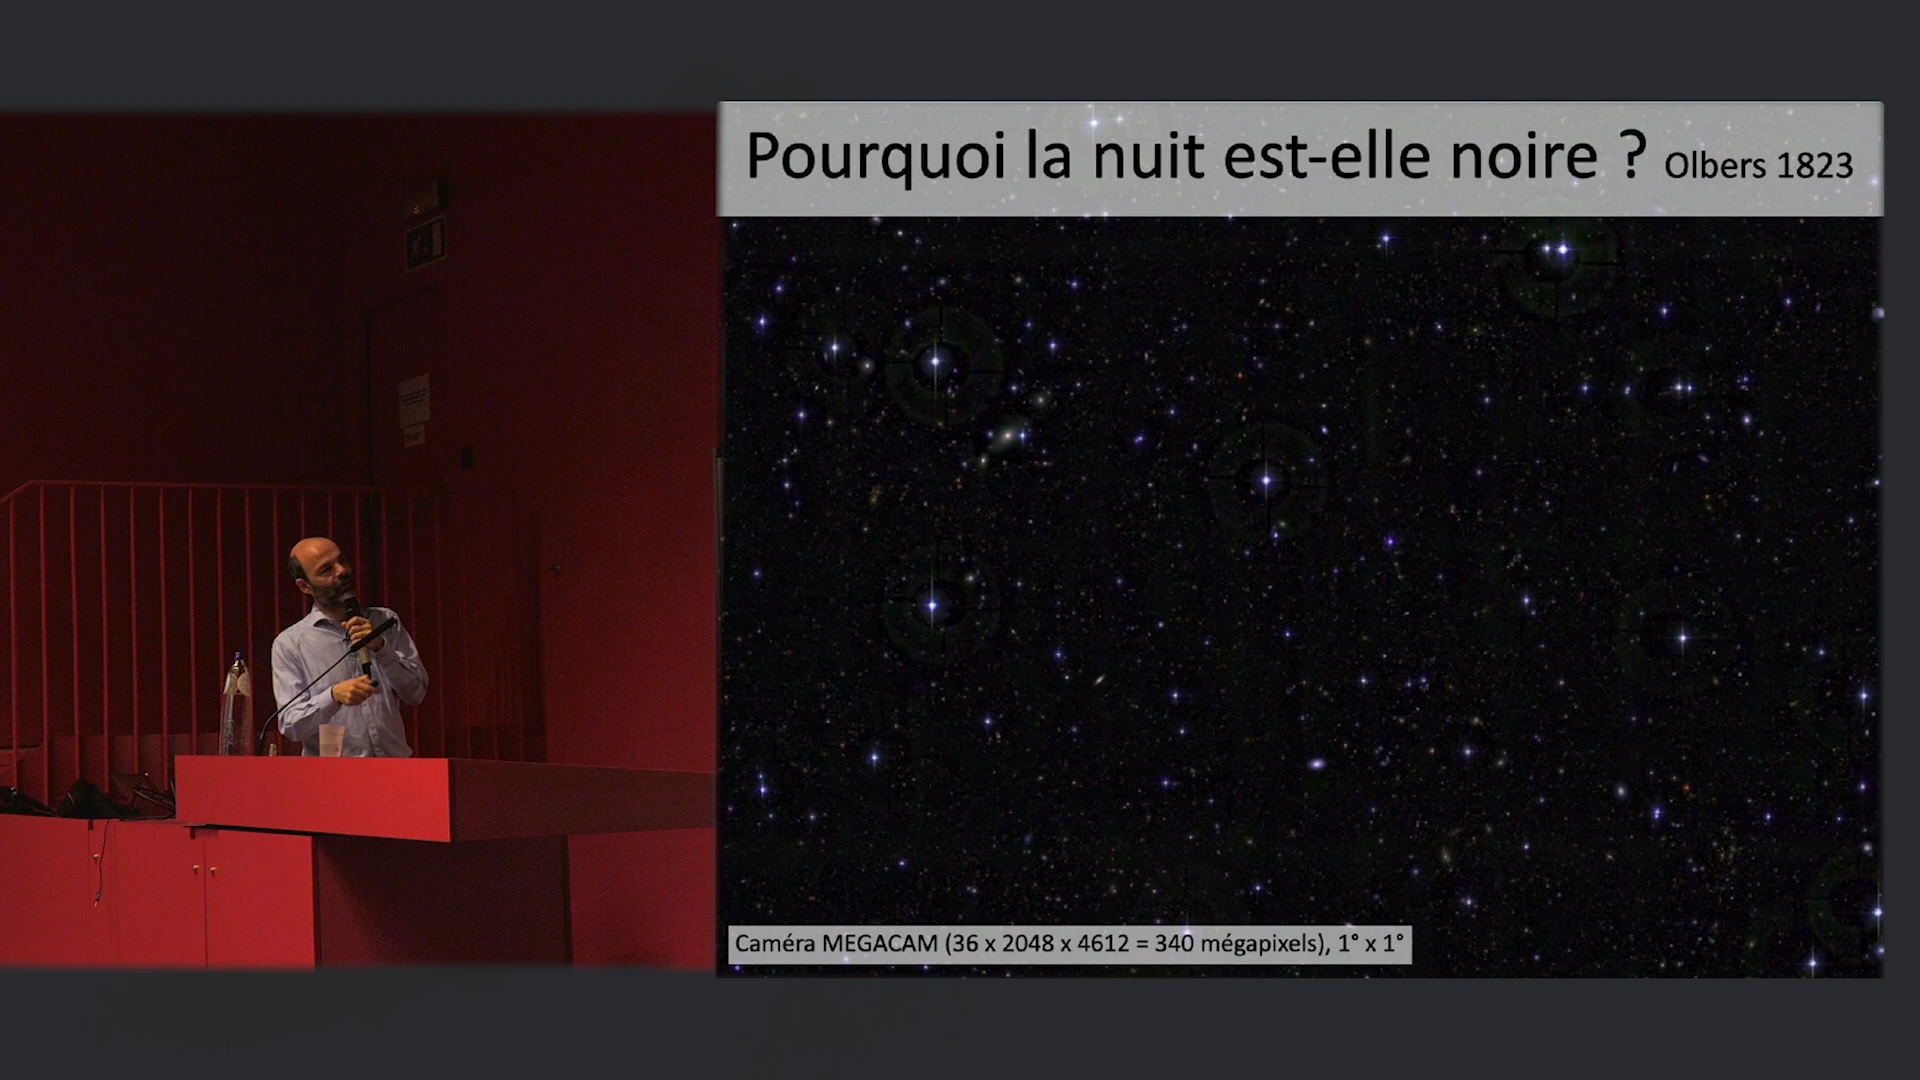 Pourquoi la nuit est-elle noire ? Olbers 1823
Caméra MEGACAM (36 x 2048 x 4612 = 340 mégapixels), 1° x 1°